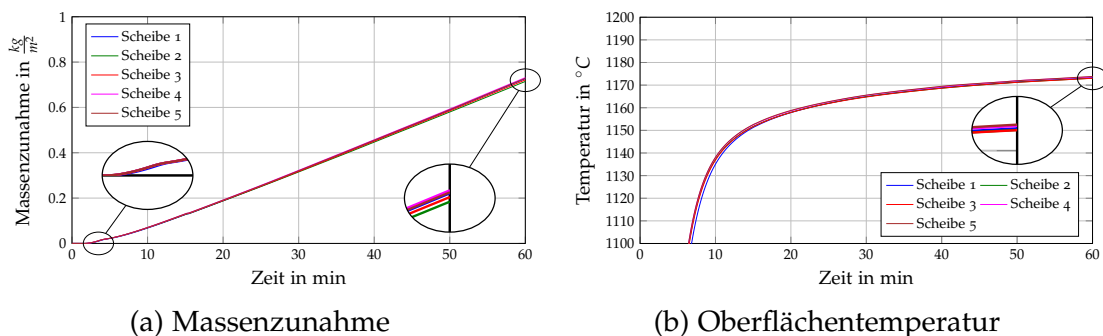 Massenzunahme in kg/m²
1
0.8
0.6
0.4
0.2
0
Scheibe 1
Scheibe 2
Scheibe 3
Scheibe 4
Scheibe 5
0 10 20 30 40 50 60
Zeit in min
(a) Massenzunahme
Temperatur in °C
1200
1190
1180
1170
1160
1150
1140
1130
1120
1110
1100
Scheibe 1 Scheibe 2
Scheibe 3 Scheibe 4
Scheibe 5
0 10 20 30 40 50 60
Zeit in min
(b) Oberflächentemperatur